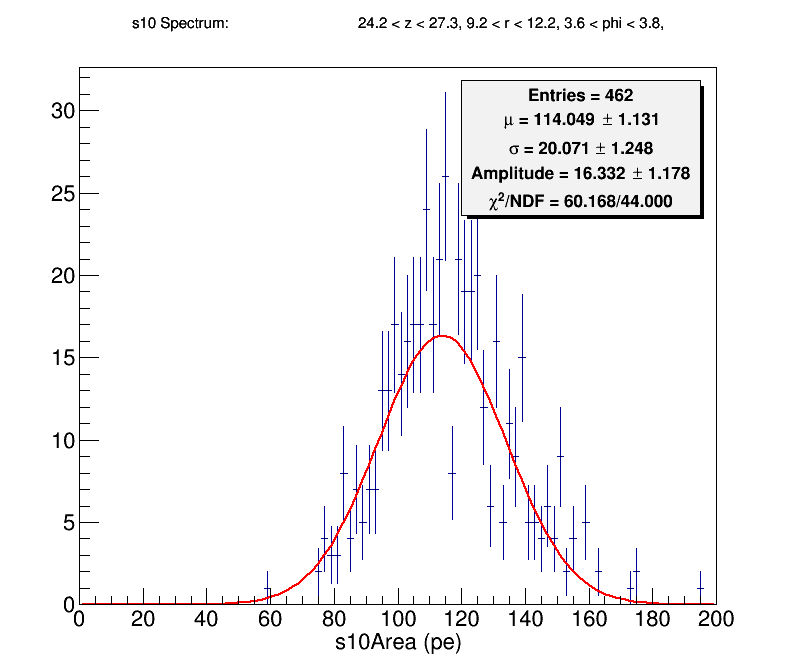 s10 Spectrum: 24.2 < z < 27.3, 9.2 < r < 12.2, 3.6 < phi < 3.8,
Entries = 462
μ = 114.049 ± 1.131
σ = 20.071 ± 1.248
Amplitude = 16.332 ± 1.178
χ²/NDF = 60.168/44.000
30
25
20
15
10
5
0
0 20 40 60 80 100 120 140 160 180 200
s10Area (pe)